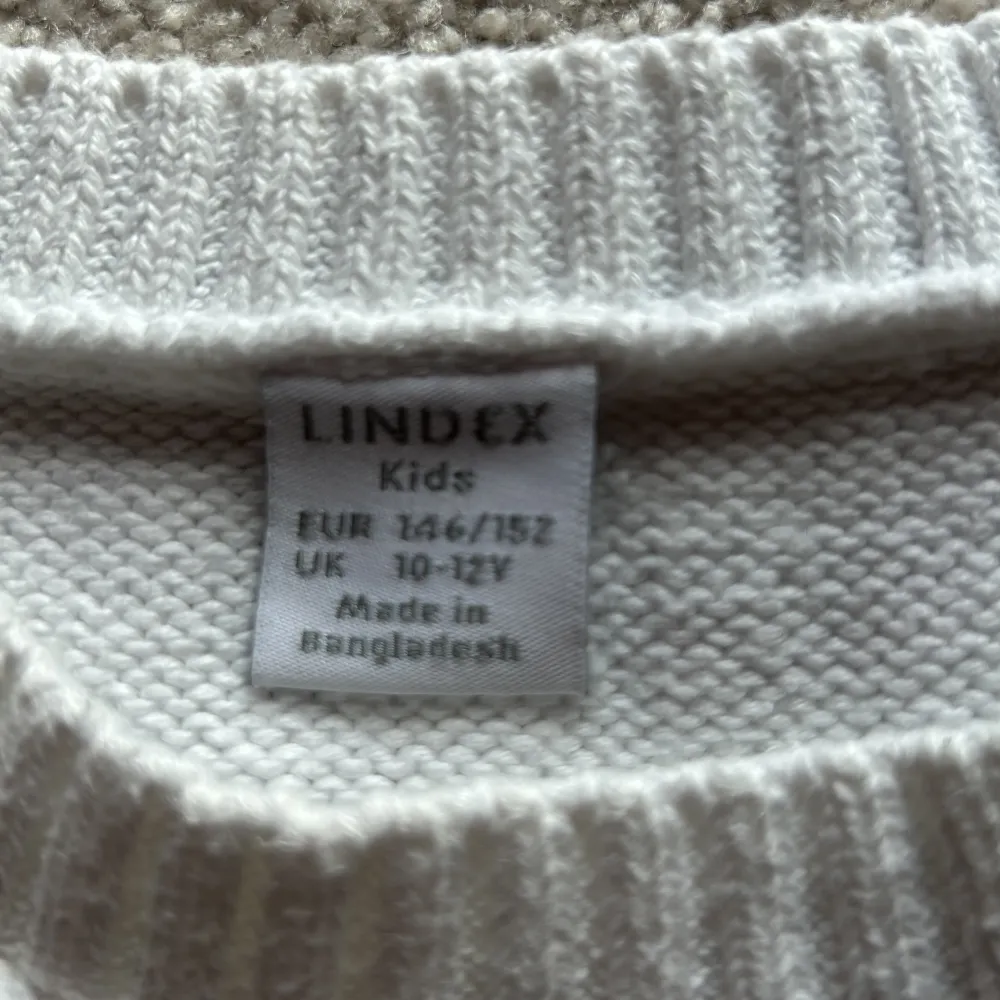 LINDEX
Kids
EUR 146/152
UK 10-12Y
Made in
Bangladesh